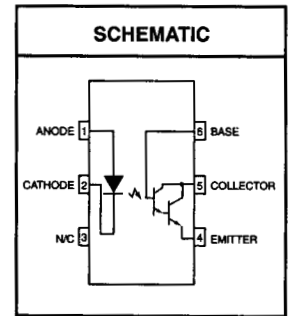 SCHEMATIC
ANODE 1
6 BASE
CATHODE 2
5 COLLECTOR
N/C 3
4 EMITTER